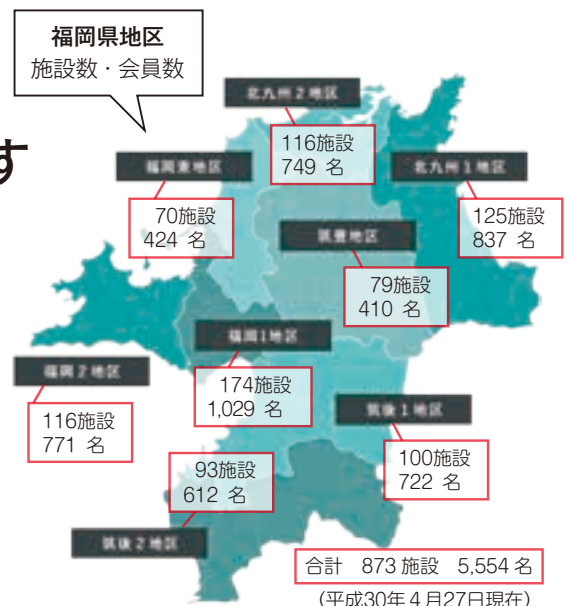 福岡県地区
施設数・会員数
す
北九州2地区
116施設
749 名
福岡東地区
70施設
424 名
北九州1地区
125施設
837 名
筑豊地区
79施設
410 名
福岡1地区
174施設
1,029 名
福岡2地区
116施設
771 名
筑後1地区
100施設
722 名
93施設
612 名
筑後2地区
合計 873施設 5,554名
(平成30年4月27日現在)